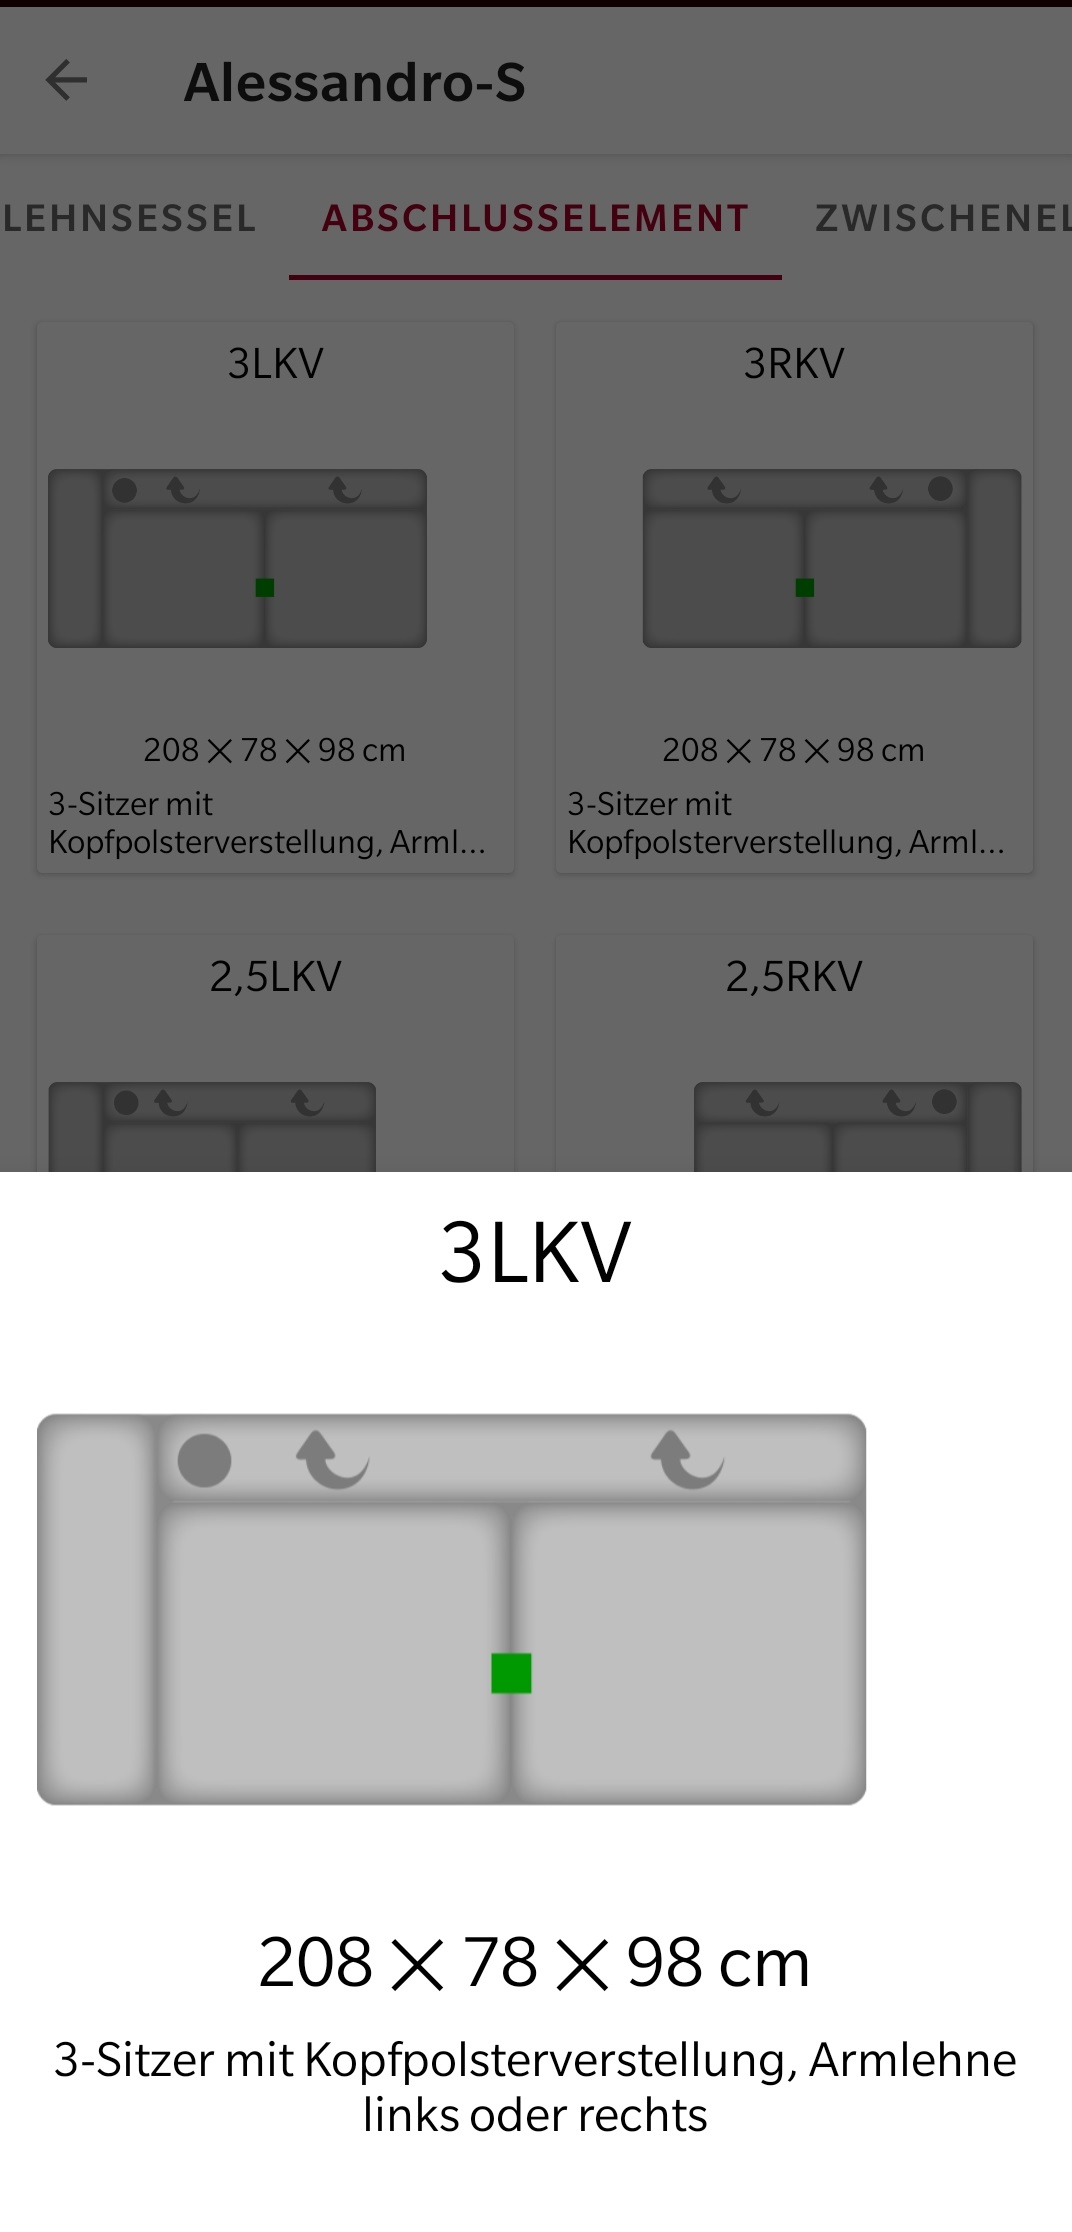 Alessandro-S
LEHNSESSEL ABSCHLUSSELEMENT ZWISCHENEL
3LKV 3RKV
208 × 78 × 98 cm 208 × 78 × 98 cm
3-Sitzer mit 3-Sitzer mit
Kopfpolsterverstellung, Arml... Kopfpolsterverstellung, Arml...
2,5LKV 2,5RKV
3LKV
208 × 78 × 98 cm
3-Sitzer mit Kopfpolsterverstellung, Armlehne
links oder rechts